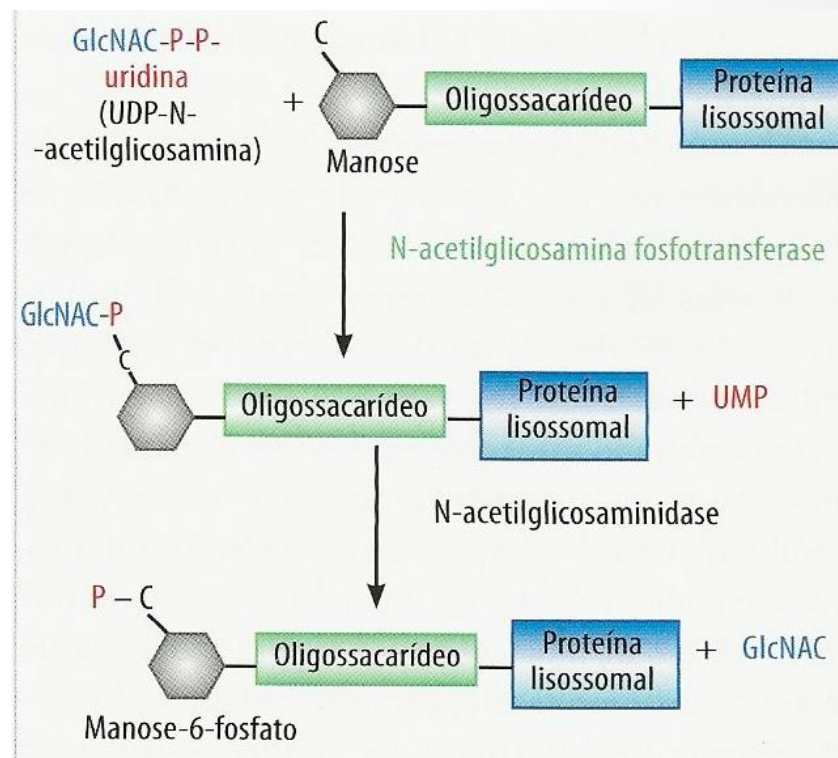 GlcNAC-P-P-
uridina
(UDP-N-
-acetilglicosamina)
+
C
Manose
Oligossacarídeo
Proteína
lisossomal
N-acetilglicosamina fosfotransferase
GlcNAC-P
C
Oligossacarídeo
Proteína
lisossomal
+ UMP
N-acetilglicosaminidase
P – C
Oligossacarídeo
Proteína
lisossomal
+ GlcNAC
Manose-6-fosfato